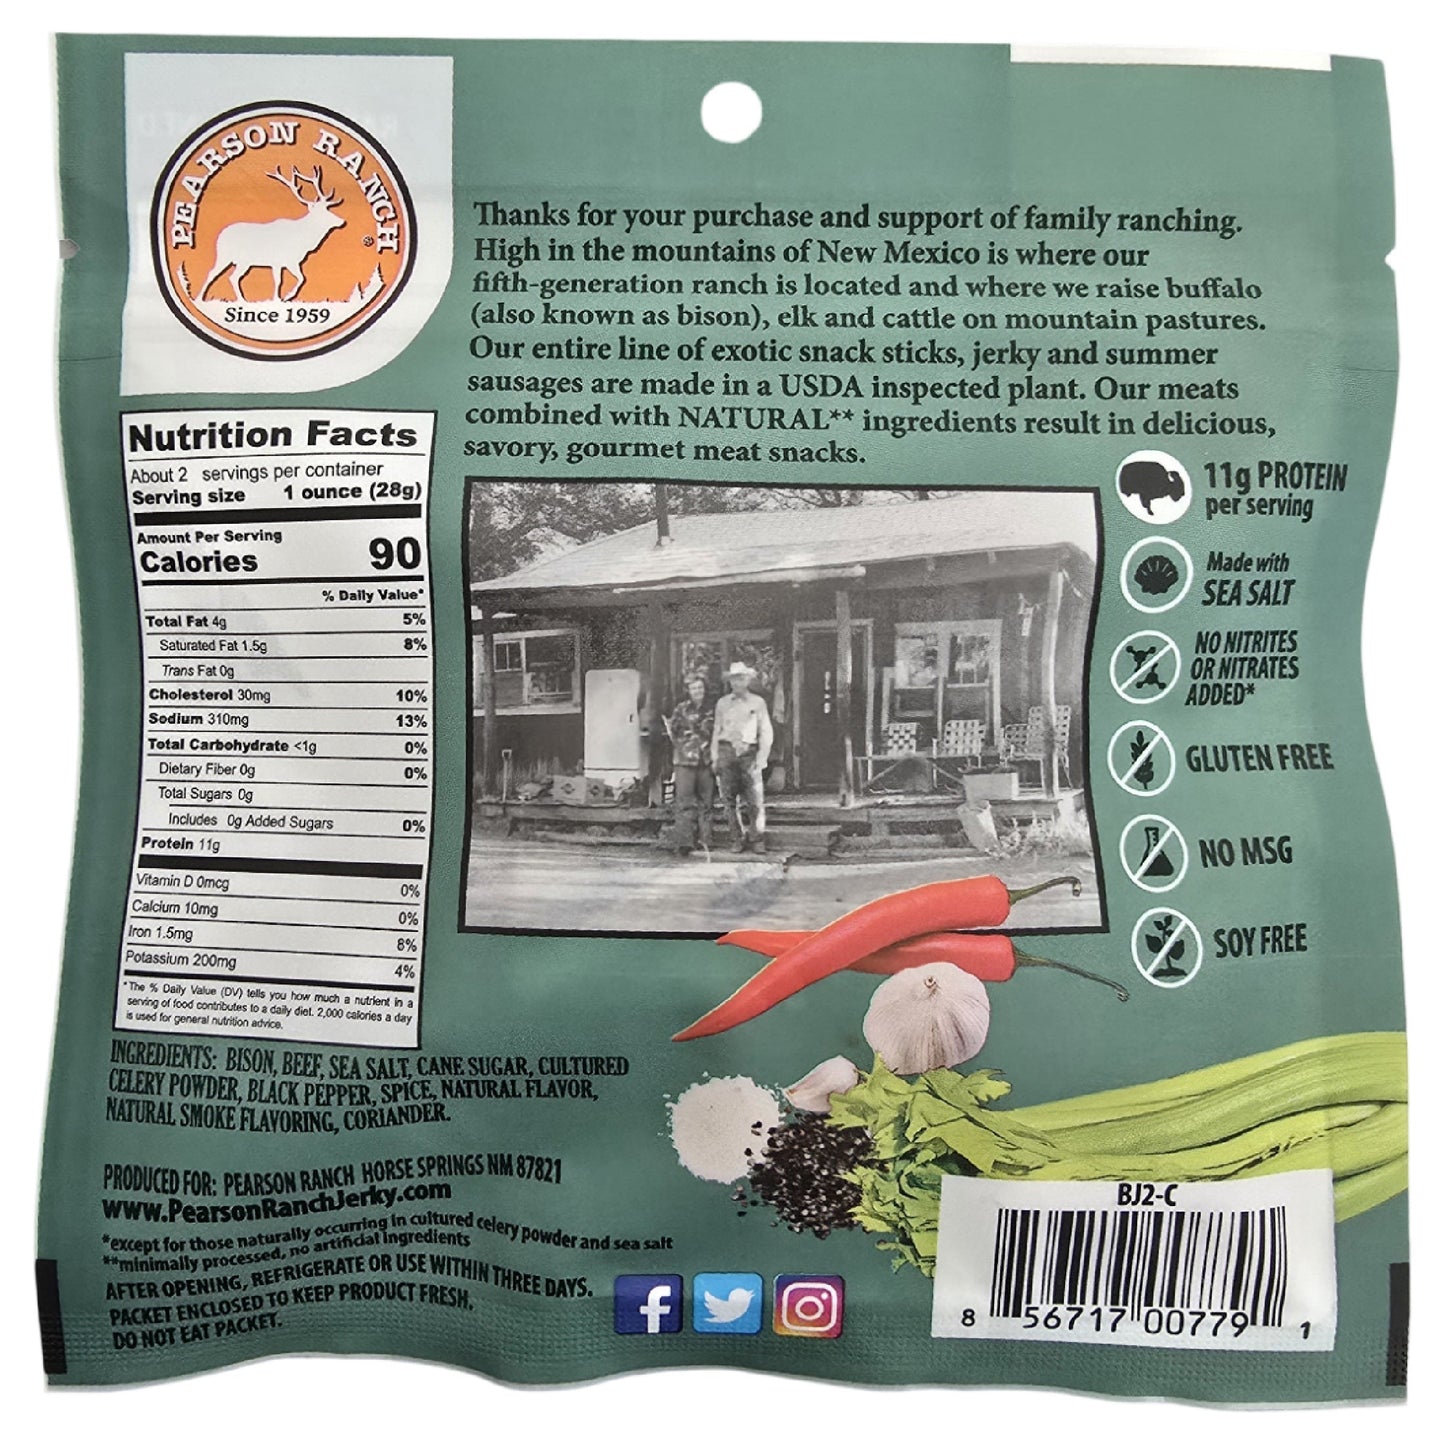 PEARSON RANCH
®
Since 1959
Thanks for your purchase and support of family ranching.
High in the mountains of New Mexico is where our
fifth-generation ranch is located and where we raise buffalo
(also known as bison), elk and cattle on mountain pastures.
Our entire line of exotic snack sticks, jerky and summer
sausages are made in a USDA inspected plant. Our meats
combined with NATURAL** ingredients result in delicious,
savory, gourmet meat snacks.
Nutrition Facts
About 2 servings per container
Serving size 1 ounce (28g)
Amount Per Serving
Calories 90
% Daily Value*
Total Fat 4g 5%
Saturated Fat 1.5g 8%
Trans Fat 0g
Cholesterol 30mg 10%
Sodium 310mg 13%
Total Carbohydrate <1g 0%
Dietary Fiber 0g 0%
Total Sugars 0g
Includes 0g Added Sugars 0%
Protein 11g
Vitamin D 0mcg 0%
Calcium 10mg 0%
Iron 1.5mg 8%
Potassium 200mg 4%
*The % Daily Value (DV) tells you how much a nutrient in a
serving of food contributes to a daily diet. 2,000 calories a day
is used for general nutrition advice.
11g PROTEIN
per serving
Made with
SEA SALT
NO NITRITES
OR NITRATES
ADDED*
GLUTEN FREE
NO MSG
SOY FREE
INGREDIENTS: BISON, BEEF, SEA SALT, CANE SUGAR, CULTURED
CELERY POWDER, BLACK PEPPER, SPICE, NATURAL FLAVOR,
NATURAL SMOKE FLAVORING, CORIANDER.
PRODUCED FOR: PEARSON RANCH HORSE SPRINGS NM 87821
www.PearsonRanchJerky.com
*except for those naturally occurring in cultured celery powder and sea salt
**minimally processed, no artificial ingredients
AFTER OPENING, REFRIGERATE OR USE WITHIN THREE DAYS.
PACKET ENCLOSED TO KEEP PRODUCT FRESH,
DO NOT EAT PACKET.
f
BJ2-C
8 56717 00779 1